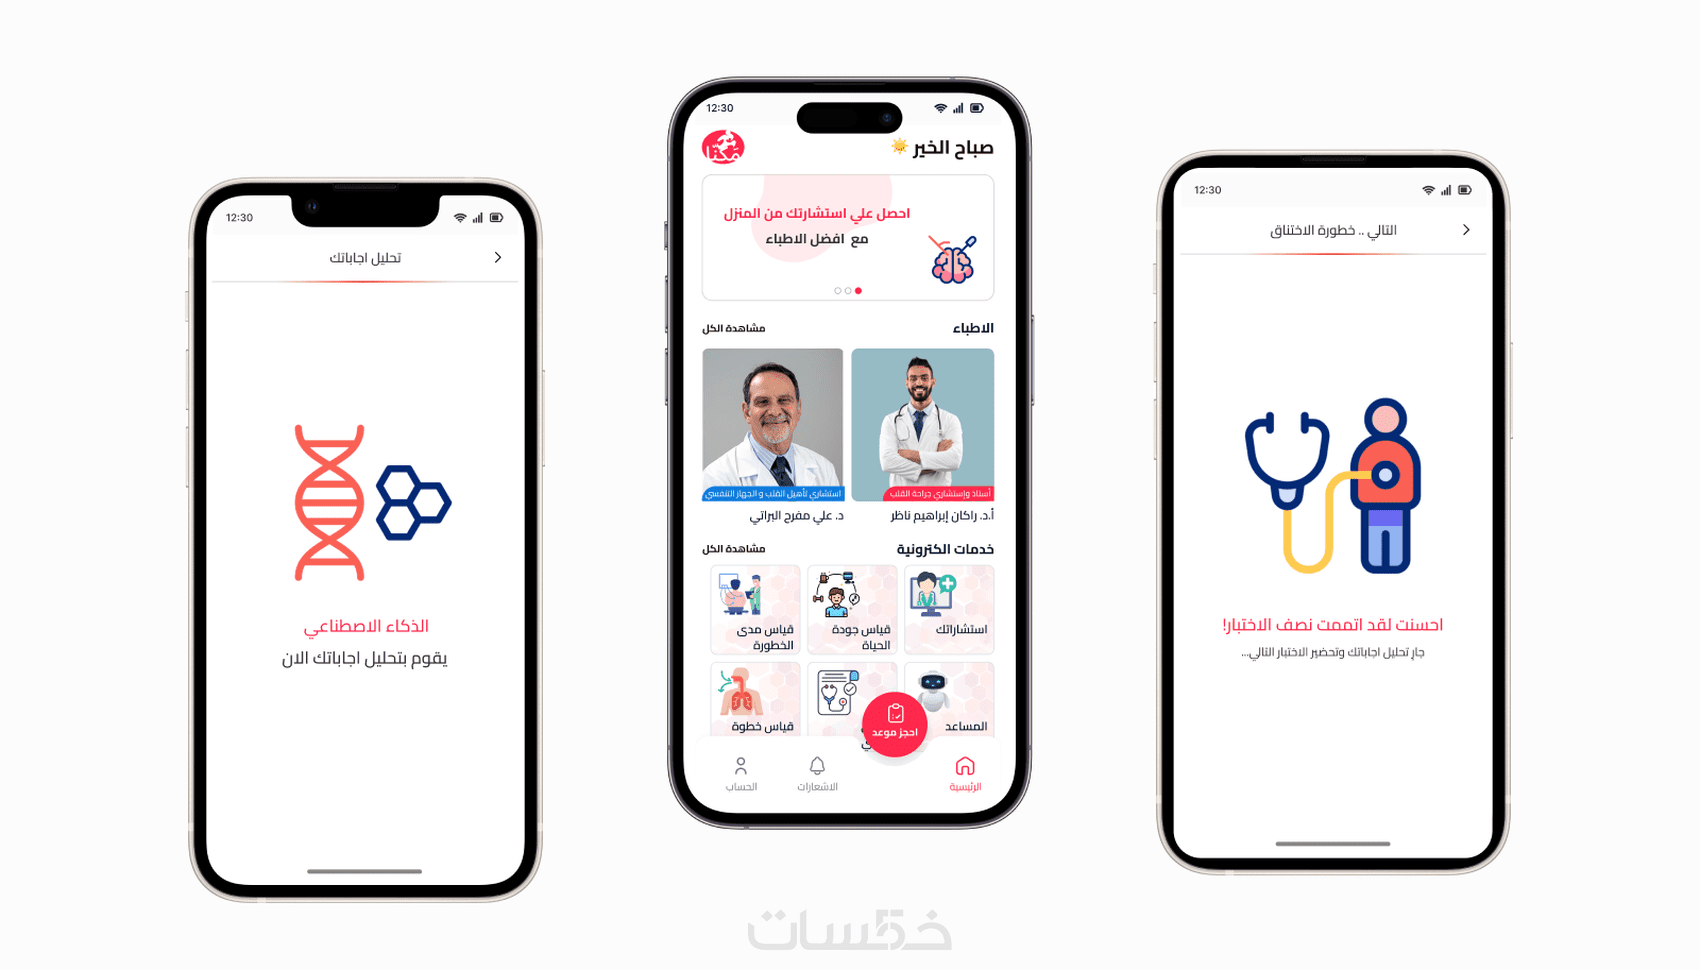 12:30
تحليل اجاباتك
الذكاء الاصطناعي
يقوم بتحليل اجاباتك الان
12:30
صباح الخير
مكنا
احصل علي استشارتك من المنزل
مع افضل الاطباء
الاطباء
مشاهدة الكل
أستاذ وإستشاري جراحة القلب
استشاري تأهيل القلب و الجهاز التنفسي
أ.د. راكان إبراهيم ناظر
د. علي مفرح البراتي
خدمات الكترونية
مشاهدة الكل
استشاراتك
قياس جودة
الحياة
قياس مدى
الخطورة
المساعد
قياس خطوة
احجز موعد
الرئيسية
الاشعارات
الحساب
12:30
التالي .. خطورة الاختناق
احسنت لقد اتممت نصف الاختبار!
جارِ تحليل اجاباتك وتحضير الاختبار التالي...
خمسات